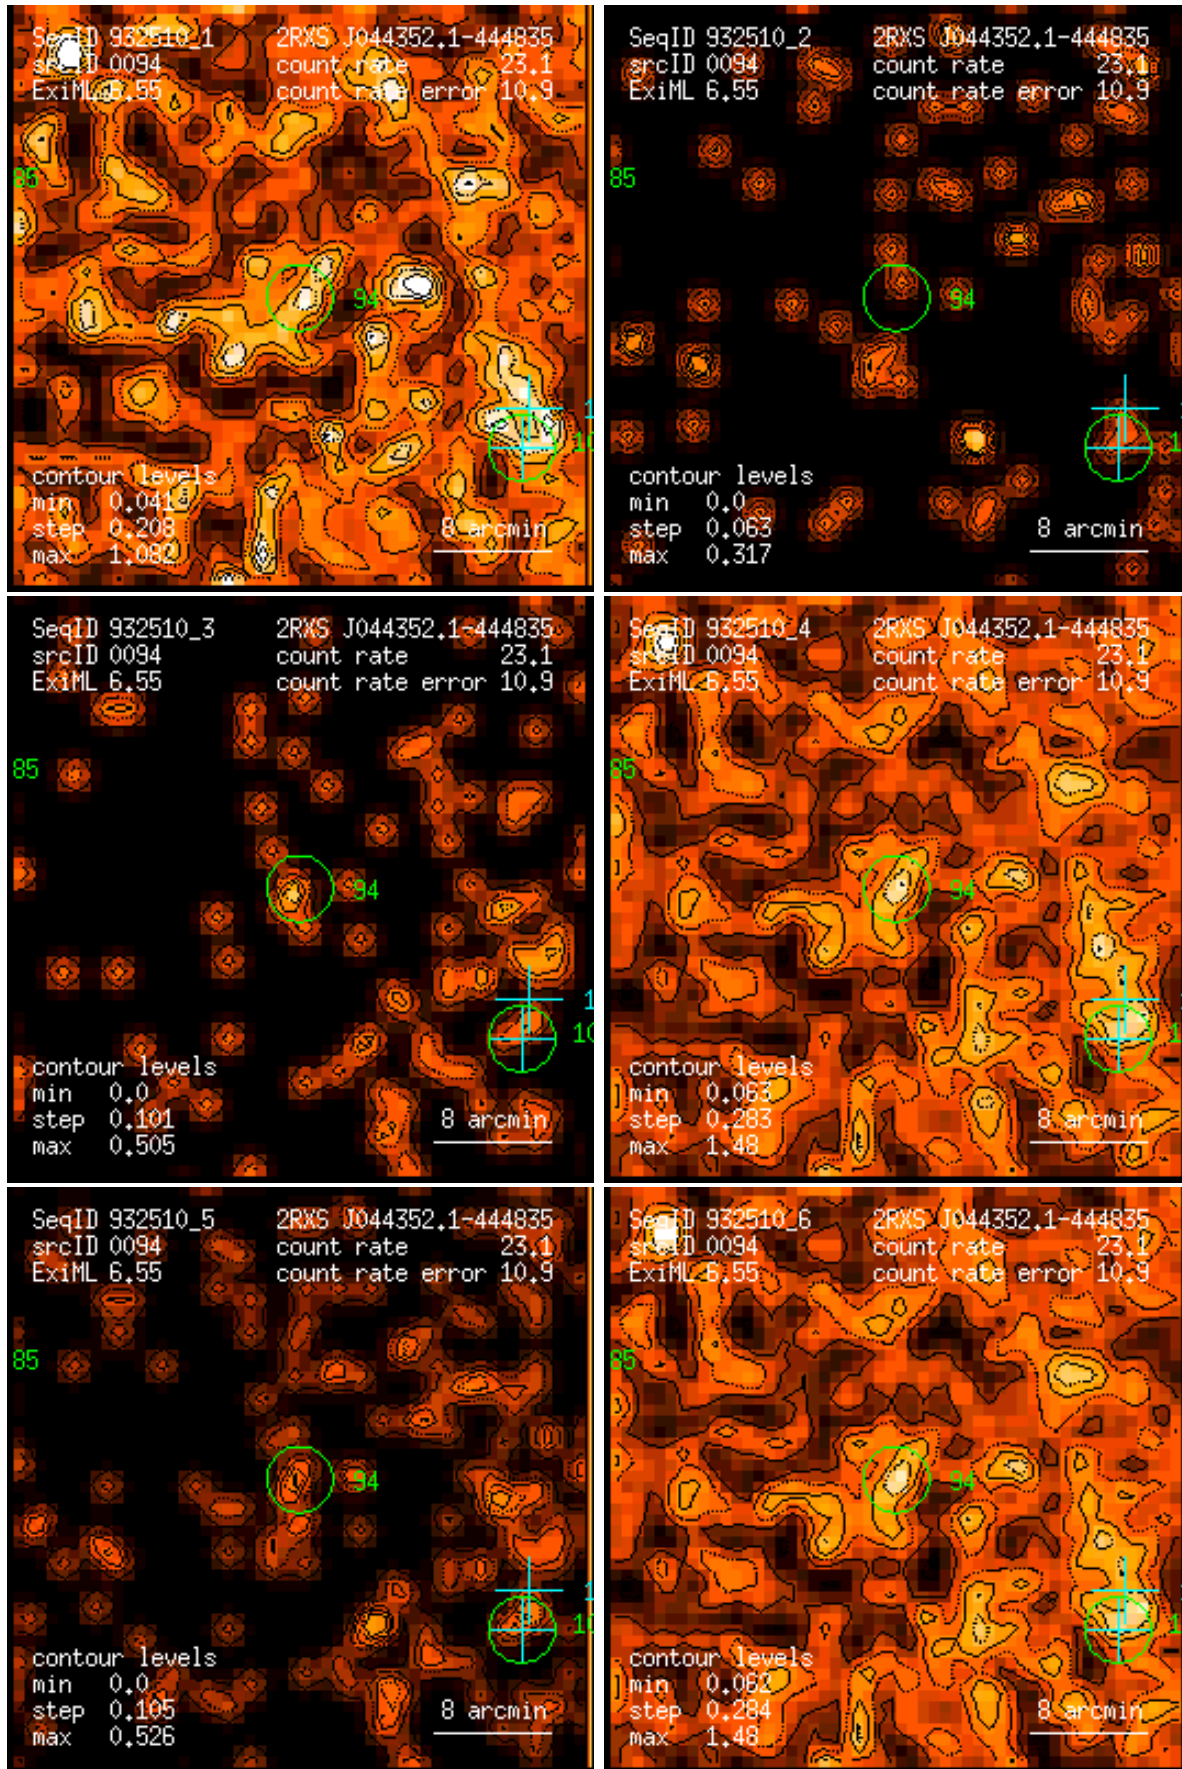 SeqID 932510_1 2RXS J044352.1-444835
srcID 0094 count rate 23.1
ExiML 6.55 count rate error 10.9
85
94
1
10
contour levels
min 0.041
step 0.208
max 1.082
8 arcmin
SeqID 932510_2 2RXS J044352.1-444835
srcID 0094 count rate 23.1
ExiML 6.55 count rate error 10.9
85
94
1
contour levels
min 0.0
step 0.063
max 0.317
8 arcmin
SeqID 932510_3 2RXS J044352.1-444835
srcID 0094 count rate 23.1
ExiML 6.55 count rate error 10.9
85
94
1
10
contour levels
min 0.0
step 0.101
max 0.505
8 arcmin
SeqID 932510_4 2RXS J044352.1-444835
srcID 0094 count rate 23.1
ExiML 6.55 count rate error 10.9
85
94
1
contour levels
min 0.063
step 0.283
max 1.48
8 arcmin
SeqID 932510_5 2RXS J044352.1-444835
srcID 0094 count rate 23.1
ExiML 6.55 count rate error 10.9
85
94
1
10
contour levels
min 0.0
step 0.105
max 0.526
8 arcmin
SeqID 932510_6 2RXS J044352.1-444835
srcID 0094 count rate 23.1
ExiML 6.55 count rate error 10.9
85
94
1
contour levels
min 0.062
step 0.284
max 1.48
8 arcmin